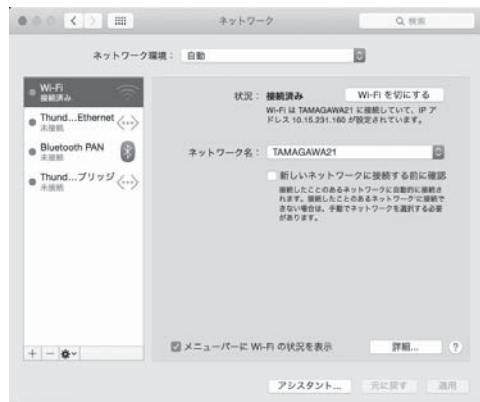 ネットワーク
検索
ネットワーク環境： 自動
Wi-Fi
接続済み
Thund...Ethernet
未接続
Bluetooth PAN
未接続
Thund...ブリッジ
未接続
状況： 接続済み
Wi-Fi を切にする
Wi-Fi は TAMAGAWA21 に接続していて、IP ア
ドレス 10.15.231.160 が設定されています。
ネットワーク名： TAMAGAWA21
新しいネットワークに接続する前に確認
接続したことのあるネットワークに自動的に接続さ
れます。接続したことのあるネットワークに接続で
きない場合は、手動でネットワークを選択する必要
があります。
メニューバーに Wi-Fi の状況を表示
詳細...
?
アシスタント...
元に戻す
適用